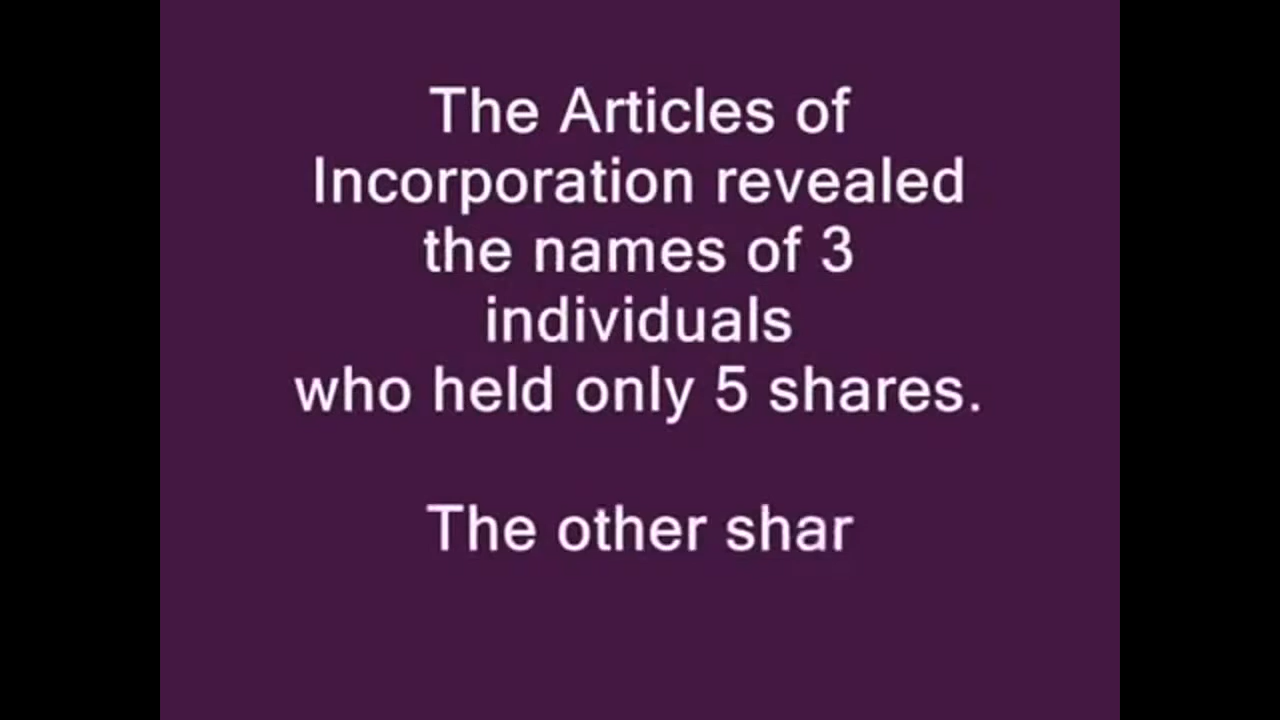 The Articles of
Incorporation revealed
the names of 3
individuals
who held only 5 shares.
The other shar